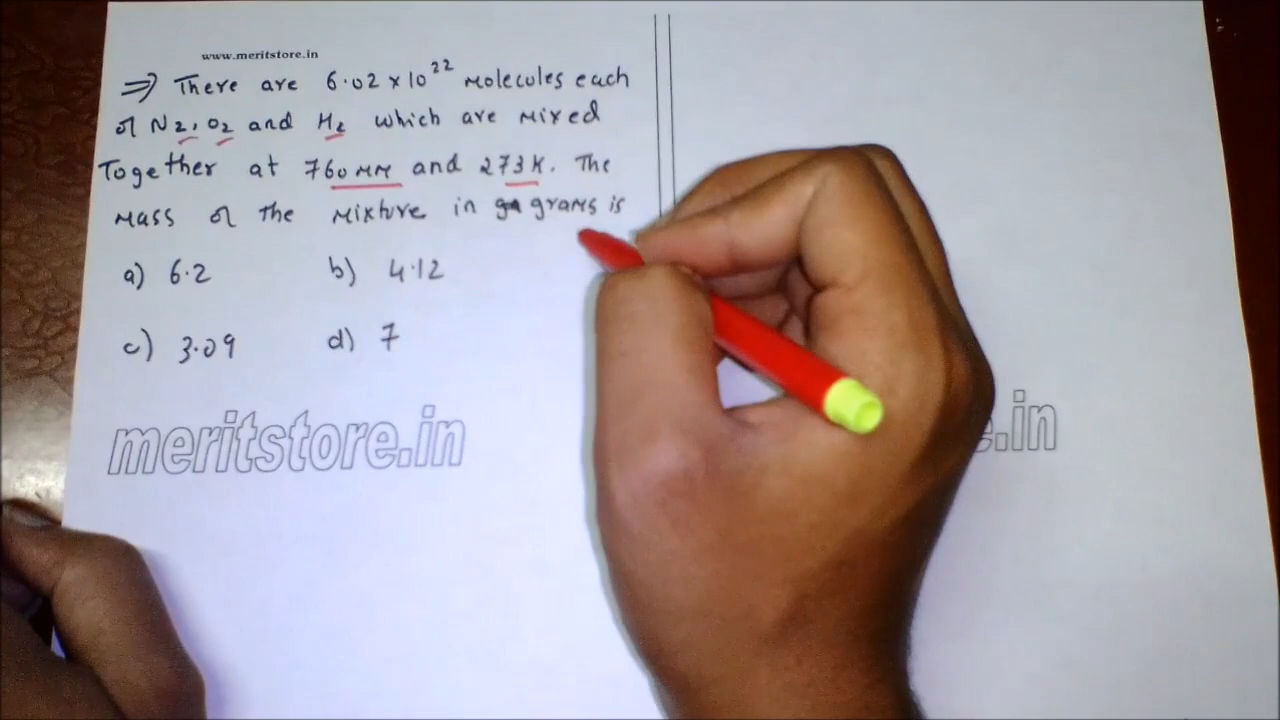 www.meritstore.in
⇒ There are 6.02 × 10²² Molecules each
of N2, O2 and H2 which are mixed
Together at 760 MM and 273K. The
Mass of the Mixture in grams is
a) 6.2 b) 4.12
c) 3.09 d) 7
meritstore.in e.in